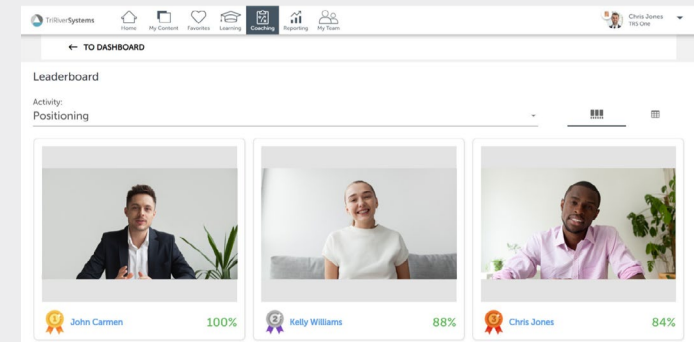 TriRiverSystems
Home My Content Favorites Learning Coaching Reporting My Team
Chris Jones
TRS One
← TO DASHBOARD
Leaderboard
Activity:
Positioning
John Carmen 100%
Kelly Williams 88%
Chris Jones 84%